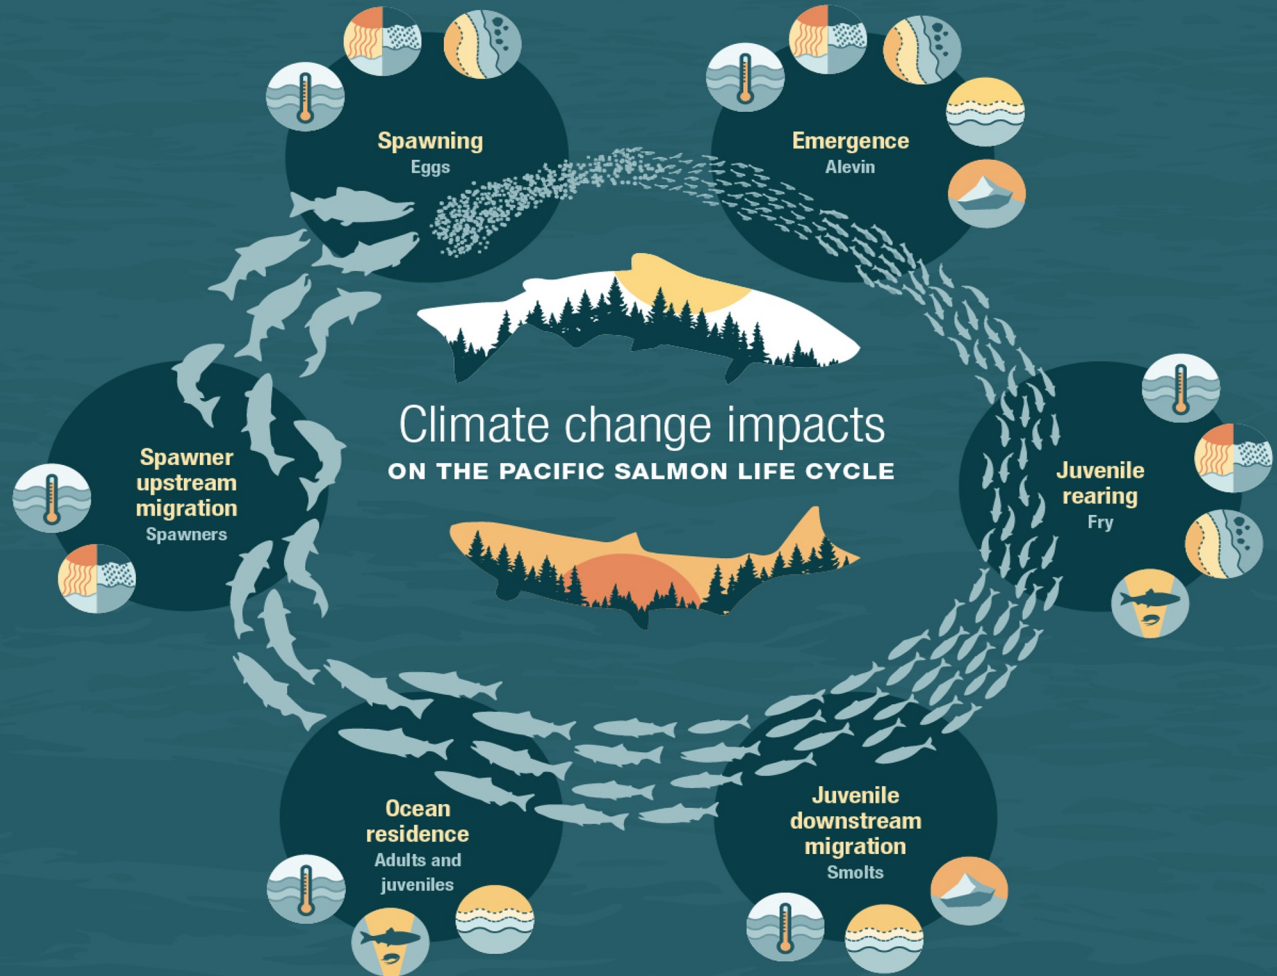 Spawning
Eggs
Emergence
Alevin
Climate change impacts
ON THE PACIFIC SALMON LIFE CYCLE
Spawner
upstream
migration
Spawners
Juvenile
rearing
Fry
Ocean
residence
Adults and
juveniles
Juvenile
downstream
migration
Smolts